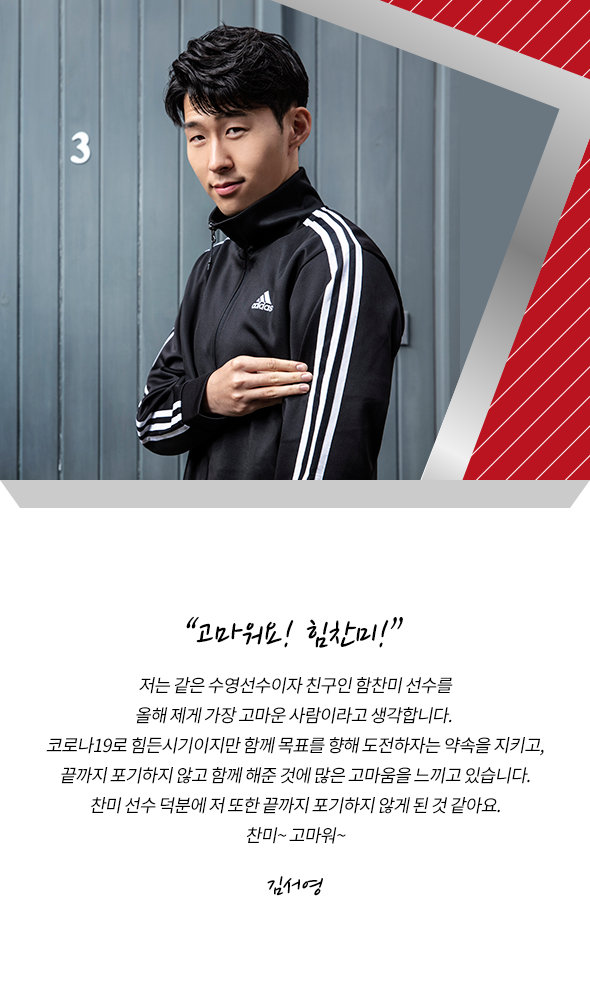 3
adidas
“고마워요! 힘찬미!”
저는 같은 수영선수이자 친구인 함찬미 선수를
올해 제게 가장 고마운 사람이라고 생각합니다.
코로나19로 힘든시기이지만 함께 목표를 향해 도전하자는 약속을 지키고,
끝까지 포기하지 않고 함께 해준 것에 많은 고마움을 느끼고 있습니다.
찬미 선수 덕분에 저 또한 끝까지 포기하지 않게 된 것 같아요.
찬미~ 고마워~
김서영